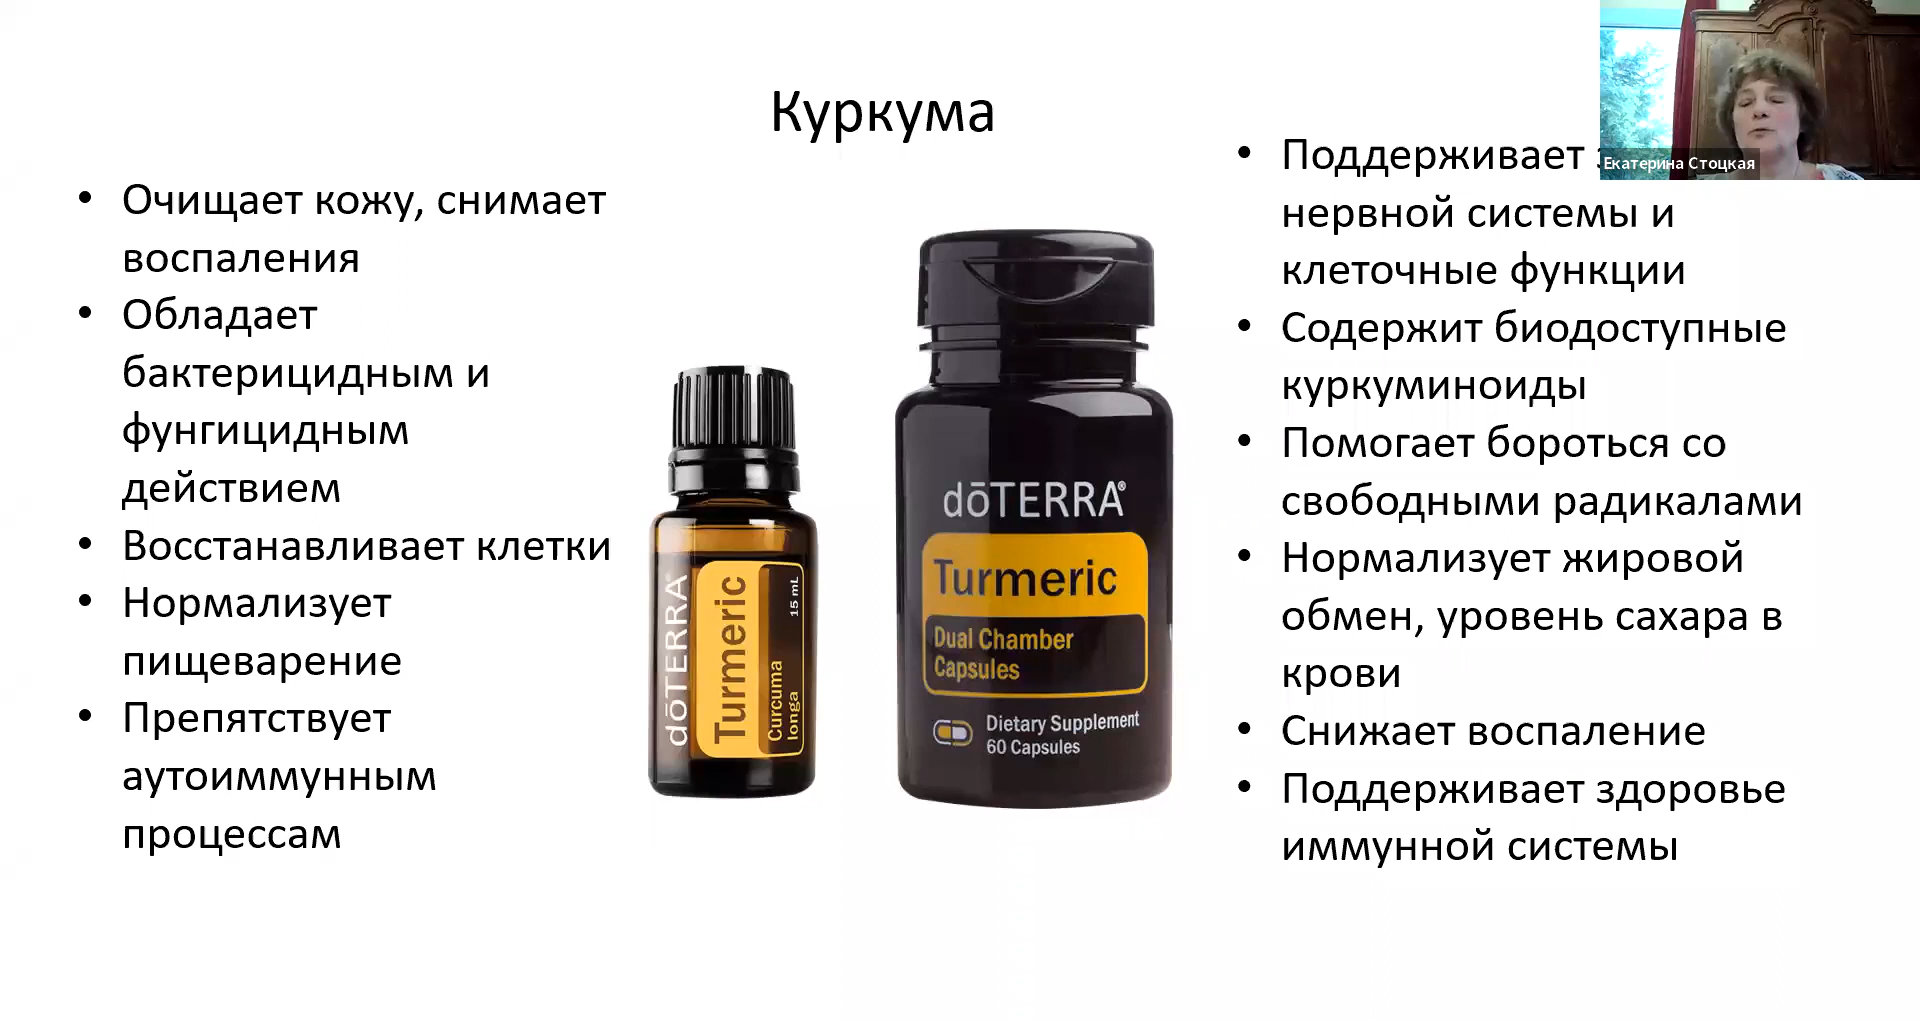 Куркума
• Очищает кожу, снимает
воспаления
• Обладает
бактерицидным и
фунгицидным
действием
• Восстанавливает клетки
• Нормализует
пищеварение
• Препятствует
аутоиммунным
процессам
dōTERRA
Turmeric
Curcuma
longa
15 mL
dōTERRA®
Turmeric
Dual Chamber
Capsules
Dietary Supplement
60 Capsules
• Поддерживает
нервной системы и
клеточные функции
• Содержит биодоступные
куркуминоиды
• Помогает бороться со
свободными радикалами
• Нормализует жировой
обмен, уровень сахара в
крови
• Снижает воспаление
• Поддерживает здоровье
иммунной системы
Екатерина Стоцкая